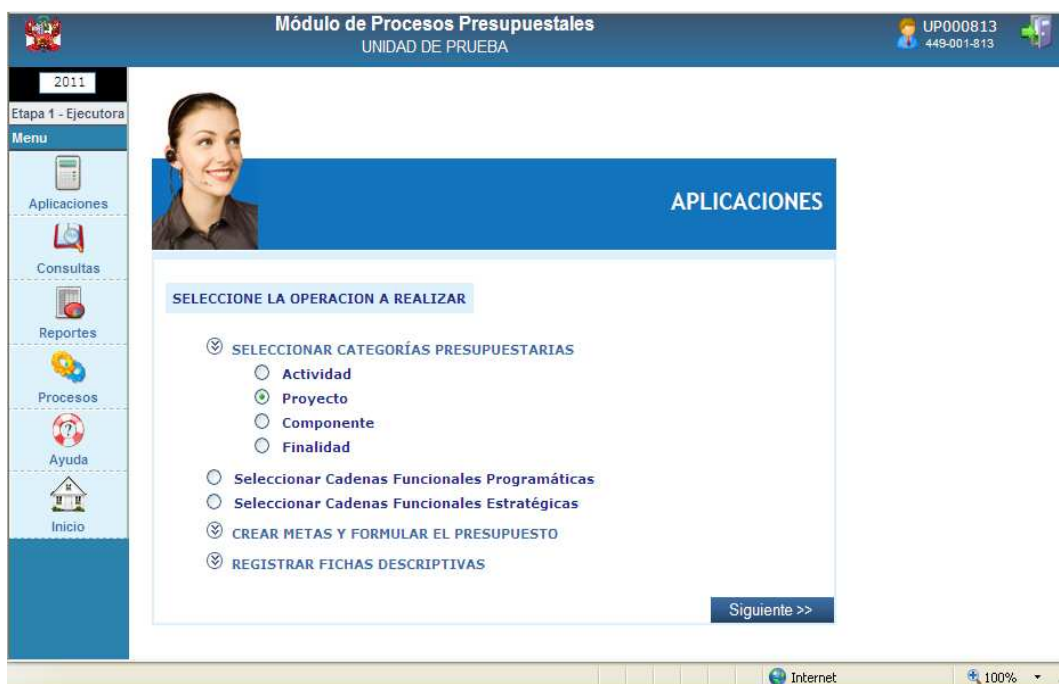 Módulo de Procesos Presupuestales
UNIDAD DE PRUEBA
UP000813
449-001-813
2011
Etapa 1 - Ejecutora
Menu
Aplicaciones
Consultas
Reportes
Procesos
Ayuda
Inicio
APLICACIONES
SELECCIONE LA OPERACION A REALIZAR
SELECCIONAR CATEGORÍAS PRESUPUESTARIAS
Actividad
Proyecto
Componente
Finalidad
Seleccionar Cadenas Funcionales Programáticas
Seleccionar Cadenas Funcionales Estratégicas
CREAR METAS Y FORMULAR EL PRESUPUESTO
REGISTRAR FICHAS DESCRIPTIVAS
Siguiente >>
Internet
100%